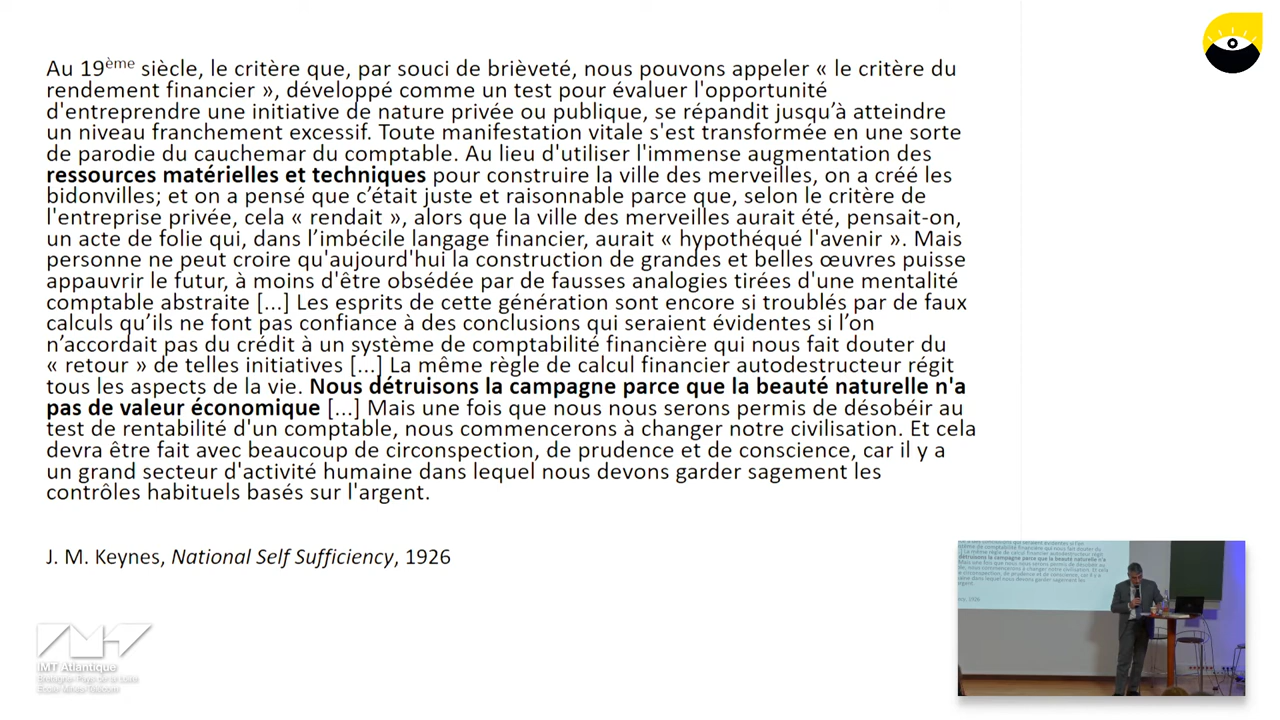 Au 19ème siècle, le critère que, par souci de brièveté, nous pouvons appeler « le critère du
rendement financier », développé comme un test pour évaluer l'opportunité
d'entreprendre une initiative de nature privée ou publique, se répandit jusqu’à atteindre
un niveau franchement excessif. Toute manifestation vitale s'est transformée en une sorte
de parodie du cauchemar du comptable. Au lieu d'utiliser l'immense augmentation des
ressources matérielles et techniques pour construire la ville des merveilles, on a créé les
bidonvilles; et on a pensé que c’était juste et raisonnable parce que, selon le critère de
l'entreprise privée, cela « rendait », alors que la ville des merveilles aurait été, pensait-on,
un acte de folie qui, dans l’imbécile langage financier, aurait « hypothéqué l'avenir ». Mais
personne ne peut croire qu'aujourd'hui la construction de grandes et belles œuvres puisse
appauvrir le futur, à moins d'être obsédée par de fausses analogies tirées d'une mentalité
comptable abstraite [...] Les esprits de cette génération sont encore si troublés par de faux
calculs qu’ils ne font pas confiance à des conclusions qui seraient évidentes si l’on
n’accordait pas du crédit à un système de comptabilité financière qui nous fait douter du
« retour » de telles initiatives [...] La même règle de calcul financier autodestructeur régit
tous les aspects de la vie. Nous détruisons la campagne parce que la beauté naturelle n'a
pas de valeur économique [...] Mais une fois que nous nous serons permis de désobéir au
test de rentabilité d'un comptable, nous commencerons à changer notre civilisation. Et cela
devra être fait avec beaucoup de circonspection, de prudence et de conscience, car il y a
un grand secteur d'activité humaine dans lequel nous devons garder sagement les
contrôles habituels basés sur l'argent.
J. M. Keynes, National Self Sufficiency, 1926
IMT Atlantique
Bretagne-Pays de la Loire
École Mines-Télécom